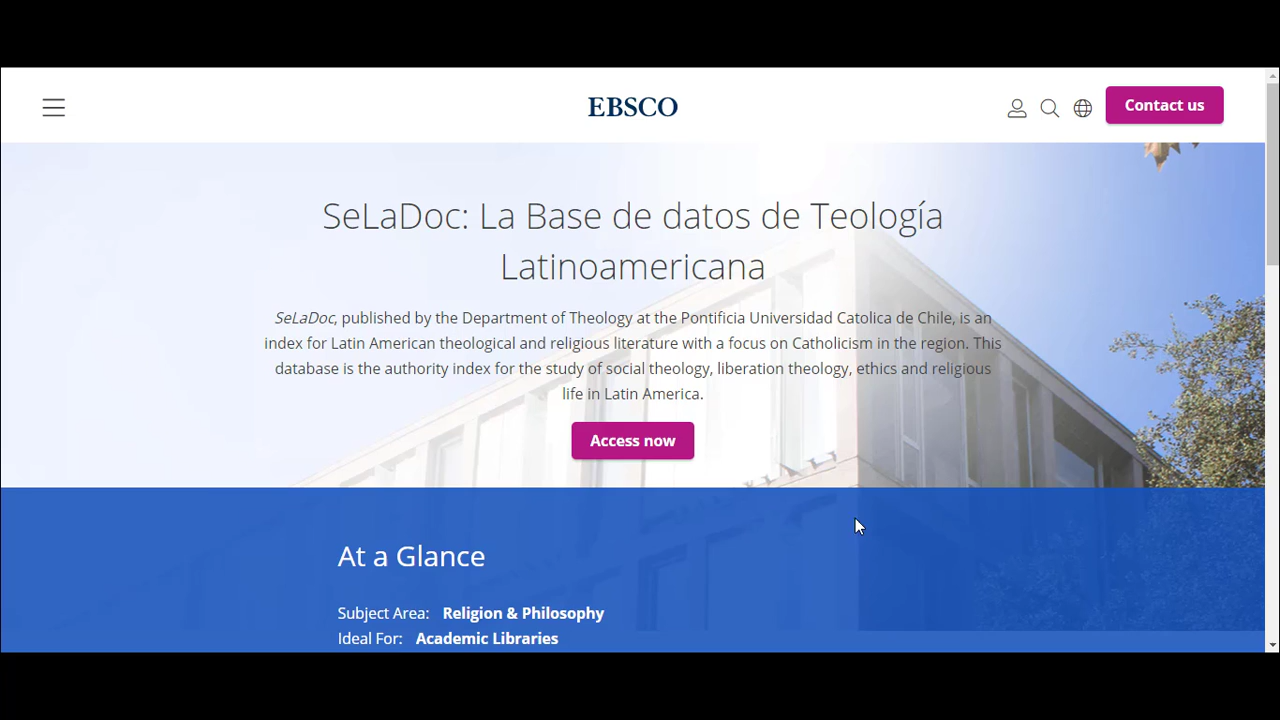 EBSCO
Contact us
SeLaDoc: La Base de datos de Teología
Latinoamericana
SeLaDoc, published by the Department of Theology at the Pontificia Universidad Catolica de Chile, is an
index for Latin American theological and religious literature with a focus on Catholicism in the region. This
database is the authority index for the study of social theology, liberation theology, ethics and religious
life in Latin America.
Access now
At a Glance
Subject Area: Religion & Philosophy
Ideal For: Academic Libraries